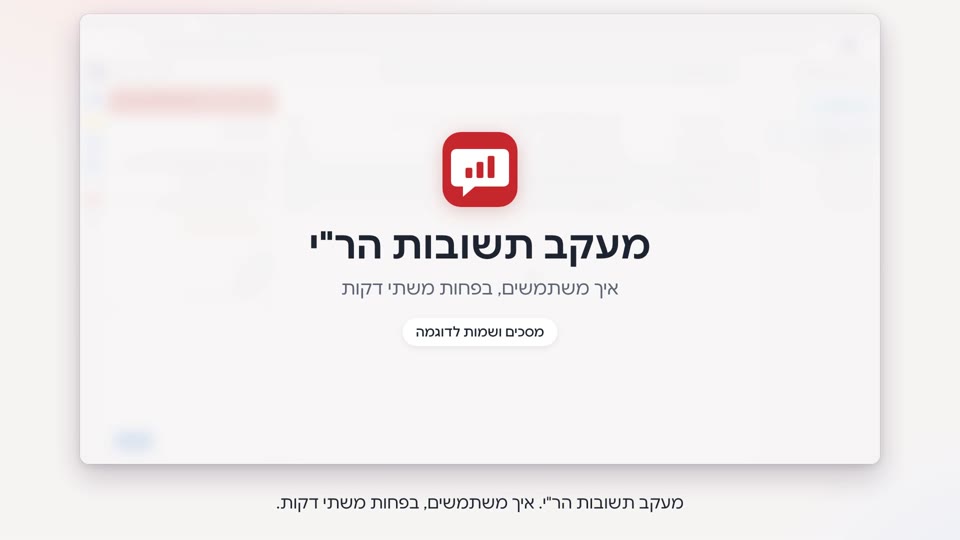 מעקב תשובות הר"י
איך משתמשים, בפחות משתי דקות
מסכים ושמות לדוגמה
מעקב תשובות הר"י. איך משתמשים, בפחות משתי דקות.